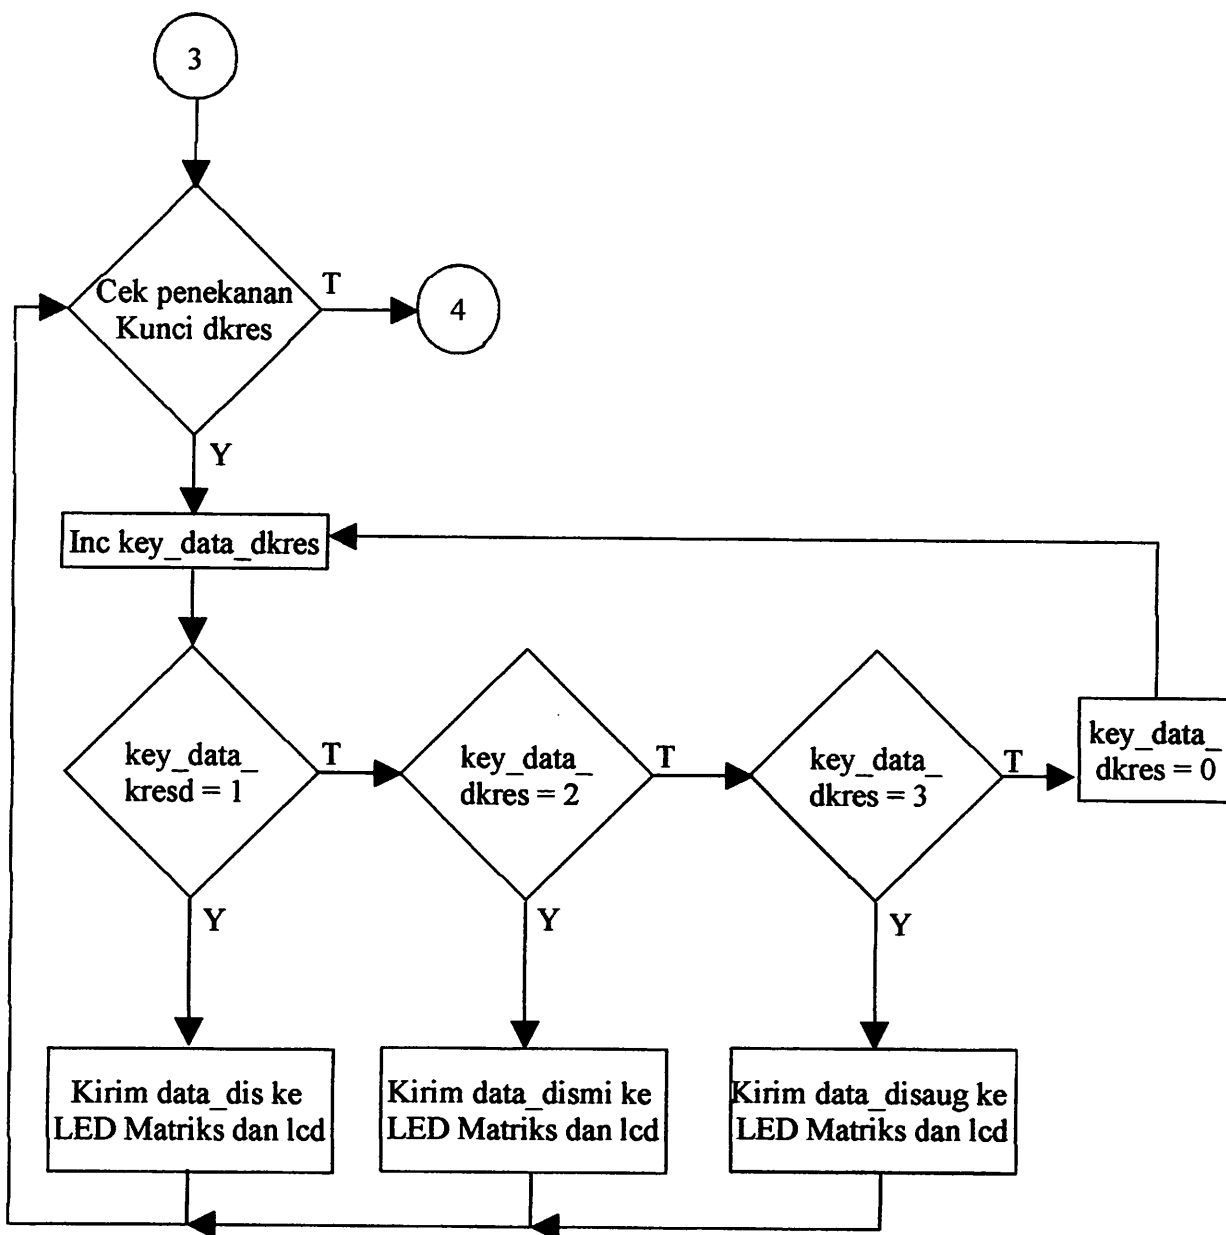 3
Cek penekanan
Kunci dkres
T
4
Y
Inc key_data_dkres
key_data_
kresd = 1
T
key_data_
dkres = 2
T
key_data_
dkres = 3
T
key_data_
dkres = 0
Y
Y
Y
Kirim data_dis ke
LED Matriks dan lcd
Kirim data_dismi ke
LED Matriks dan lcd
Kirim data_disaug ke
LED Matriks dan lcd